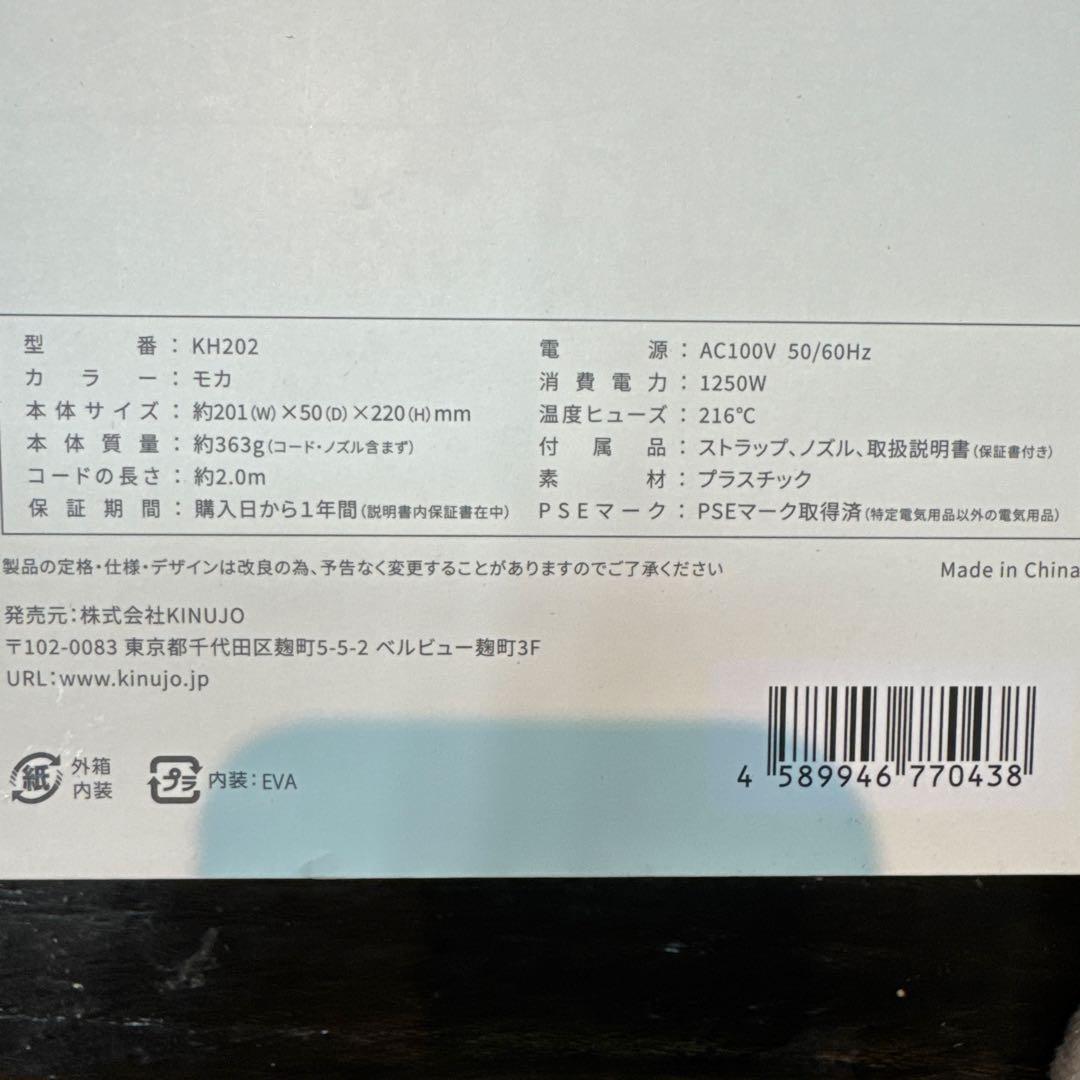 型番：KH202
カラー：モカ
本体サイズ：約201(W)×50(D)×220(H)mm
本体質量：約363g(コード・ノズル含まず)
コードの長さ：約2.0m
保証期間：購入日から1年間(説明書内保証書在中)
電源：AC100V 50/60Hz
消費電力：1250W
温度ヒューズ：216℃
付属品：ストラップ、ノズル、取扱説明書(保証書付き)
素材：プラスチック
PSEマーク：PSEマーク取得済(特定電気用品以外の電気用品)
製品の定格・仕様・デザインは改良の為、予告なく変更することがありますのでご了承ください
Made in China
発売元：株式会社KINUJO
〒102-0083 東京都千代田区麹町5-5-2 ベルビュー麹町3F
URL：www.kinujo.jp
紙 外箱
内装
プラ 内装：EVA
4 589946 770438